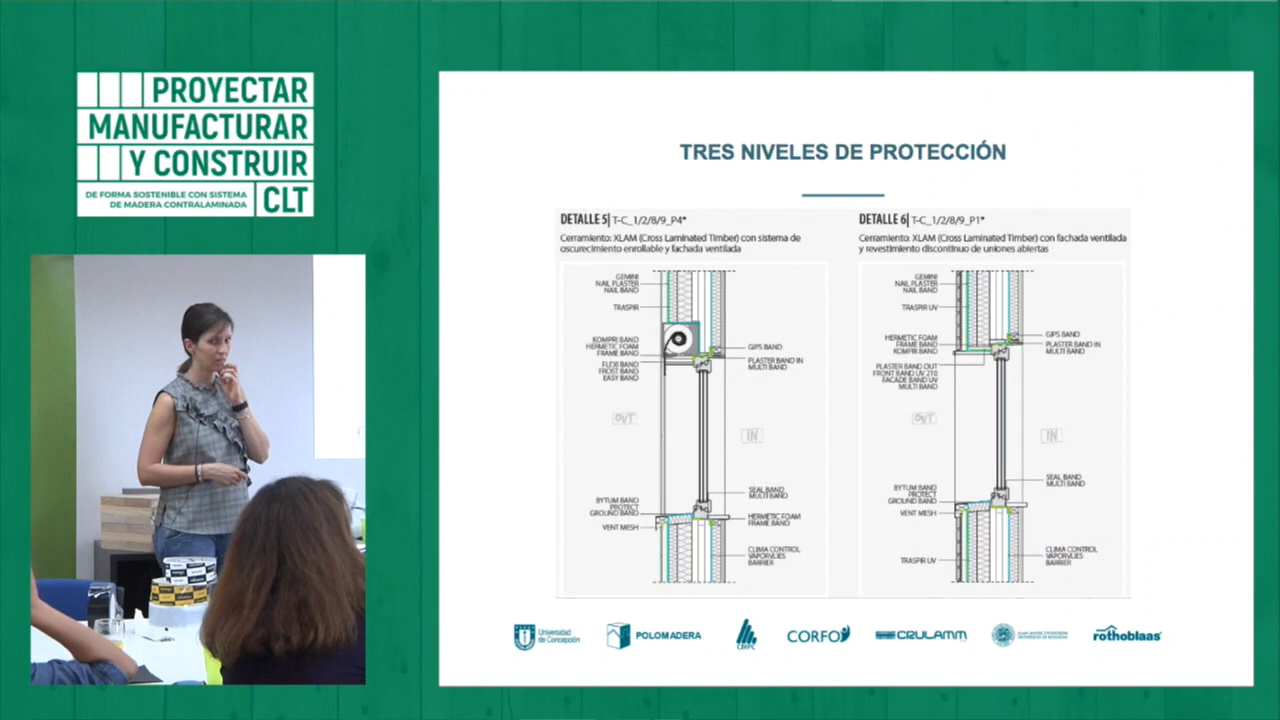 PROYECTAR
MANUFACTURAR
Y CONSTRUIR
DE FORMA SOSTENIBLE CON SISTEMA
DE MADERA CONTRALAMINADA
CLT
TRES NIVELES DE PROTECCIÓN
DETALLE 5| T-C_1/2/8/9_P4*
Cerramiento: XLAM (Cross Laminated Timber) con sistema de
oscurecimiento enrollable y fachada ventilada
GEMINI
NAIL PLASTER
NAIL BAND
TRASPIR
KOMPRI BAND
HERMETIC FOAM
FRAME BAND
FLEXI BAND
FROST BAND
EASY BAND
GIPS BAND
PLASTER BAND IN
MULTI BAND
OVT
IN
SEAL BAND
MULTI BAND
BYTUM BAND
PROTECT
GROUND BAND
VENT MESH
HERMETIC FOAM
FRAME BAND
CLIMA CONTROL
VAPORVLIES
BARRIER
DETALLE 6| T-C_1/2/8/9_P1*
Cerramiento: XLAM (Cross Laminated Timber) con fachada ventilada
y revestimiento discontinuo de uniones abiertas
GEMINI
NAIL PLASTER
NAIL BAND
TRASPIR UV
HERMETIC FOAM
FRAME BAND
KOMPRI BAND
PLASTER BAND OUT
FRONT BAND UV 210
FACADE BAND UV
MULTI BAND
GIPS BAND
PLASTER BAND IN
MULTI BAND
OVT
IN
SEAL BAND
MULTI BAND
BYTUM BAND
PROTECT
GROUND BAND
VENT MESH
TRASPIR UV
CLIMA CONTROL
VAPORVLIES
BARRIER
Universidad
de Concepción
POLOMADERA
CMPC
CORFO
CRULAMM
rothoblaas